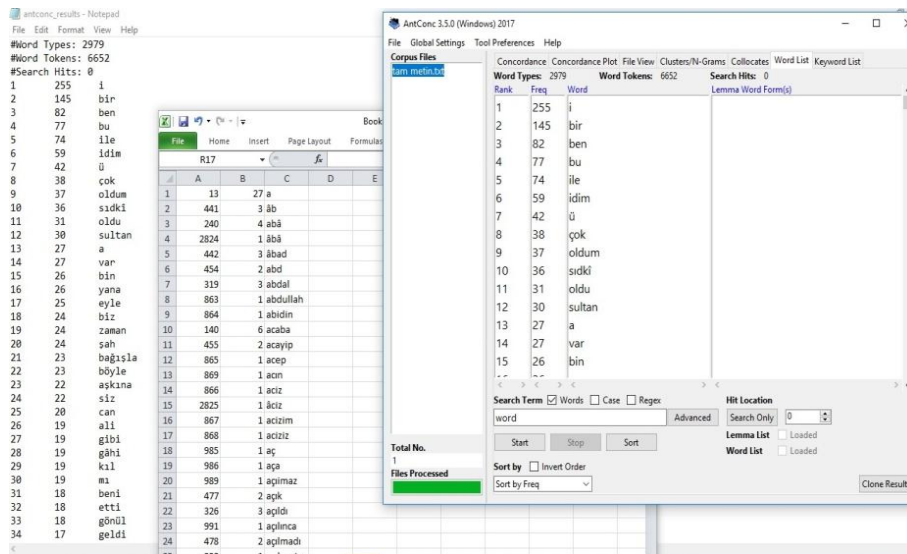 antconc_results - Notepad
File Edit Format View Help
#Word Types: 2979
#Word Tokens: 6652
#Search Hits: 0
1 255 i
2 145 bir
3 82 ben
4 77 bu
5 74 ile
6 59 idim
7 42 ü
8 38 çok
9 37 oldum
10 36 sıdkî
11 31 oldu
12 30 sultan
13 27 a
14 27 var
15 26 bin
16 26 yana
17 25 eyle
18 24 biz
19 24 zaman
20 24 şah
21 23 bağışla
22 23 böyle
23 22 aşkına
24 22 siz
25 20 can
26 19 ali
27 19 gibi
28 19 gâhi
29 19 kıl
30 19 mı
31 18 beni
32 18 etti
33 18 gönül
34 17 geldi
Book
File Home Insert Page Layout Formulas
R17 fx
A B C D E
1 13 27 a
2 441 3 âb
3 240 4 abâ
4 2824 1 âbâ
5 442 3 âbad
6 454 2 abd
7 319 3 abdal
8 863 1 abdullah
9 864 1 abidin
10 140 6 acaba
11 455 2 acayip
12 865 1 acep
13 869 1 acın
14 866 1 aciz
15 2825 1 âciz
16 867 1 acizim
17 868 1 aciziz
18 985 1 aç
19 986 1 aça
20 989 1 açıimaz
21 477 2 açık
22 326 3 açıldı
23 991 1 açılınca
24 478 2 açılmadı
AntConc 3.5.0 (Windows) 2017
File Global Settings Tool Preferences Help
Corpus Files
tam metin.txt
Concordance Concordance Plot File View Clusters/N-Grams Collocates Word List Keyword List
Word Types: 2979 Word Tokens: 6652 Search Hits: 0
Rank Freq Word Lemma Word Form(s)
1 255 i
2 145 bir
3 82 ben
4 77 bu
5 74 ile
6 59 idim
7 42 ü
8 38 çok
9 37 oldum
10 36 sıdkî
11 31 oldu
12 30 sultan
13 27 a
14 27 var
15 26 bin
Search Term Words Case Regex Hit Location
word Advanced Search Only 0
Start Stop Sort Lemma List Loaded
Word List Loaded
Sort by Invert Order
Sort by Freq Clone Result
Total No.
1
Files Processed